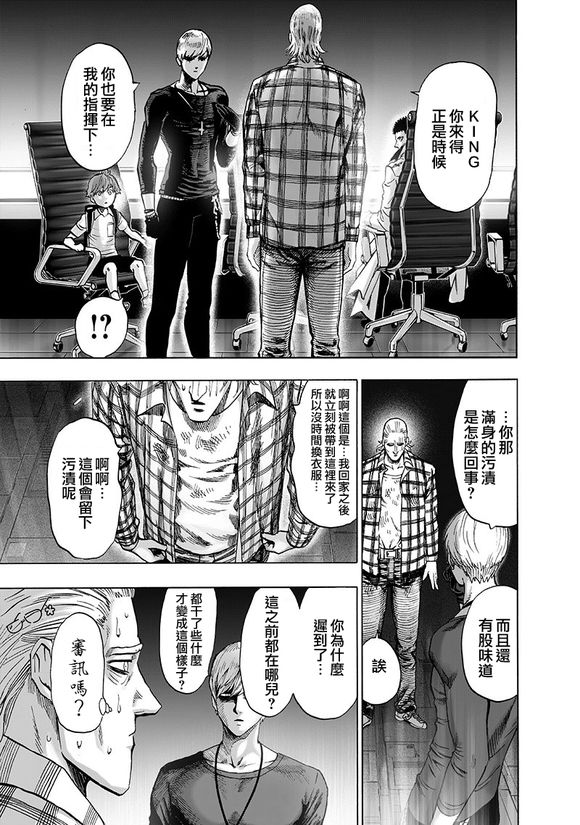 KING
你來得
正是時候
你也要在
我的指揮下…
!?
…你那
滿身的污漬
是怎麼回事?
而且還
有股味道
誒
啊啊這個是…我回家之後
就立刻被帶到這裡來了
所以沒時間換衣服…
啊啊…
這個會留下
污漬呢
你為什麼
遲到了…
這之前都在哪兒?
都干了些什麼
才變成這個樣子?
審訊嗎?